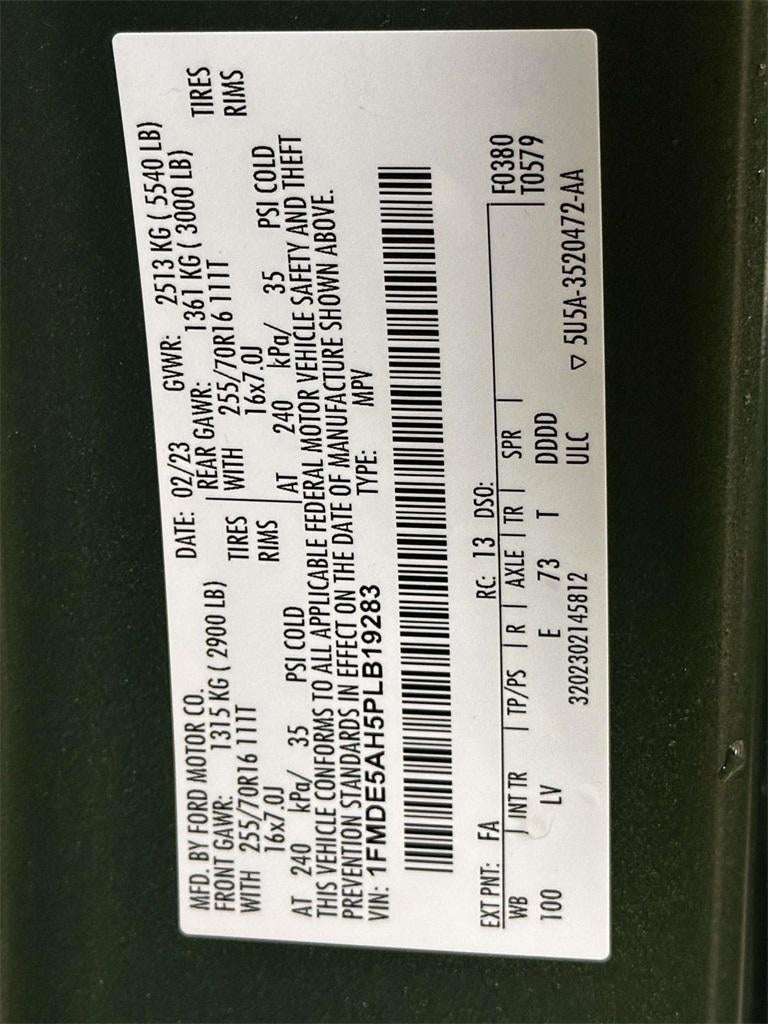 MFD. BY FORD MOTOR CO. DATE: 02/23 GVWR: 2513 KG ( 5540 LB)
FRONT GAWR: 1315 KG ( 2900 LB) REAR GAWR: 1361 KG ( 3000 LB)
WITH 255/70R16 111T TIRES WITH 255/70R16 111T TIRES
16x7.0J RIMS 16x7.0J RIMS
AT 240 kPa/ 35 PSI COLD AT 240 kPa/ 35 PSI COLD
THIS VEHICLE CONFORMS TO ALL APPLICABLE FEDERAL MOTOR VEHICLE SAFETY AND THEFT
PREVENTION STANDARDS IN EFFECT ON THE DATE OF MANUFACTURE SHOWN ABOVE.
VIN: 1FMDE5AH5PLB19283 TYPE: MPV
EXT PNT: FA RC: 13 DSO: F0380
WB INT TR TP/PS R AXLE TR SPR T0579
100 LV E 73 T DDDD
3202302145812 ULC ▽ 5U5A-3520472-AA